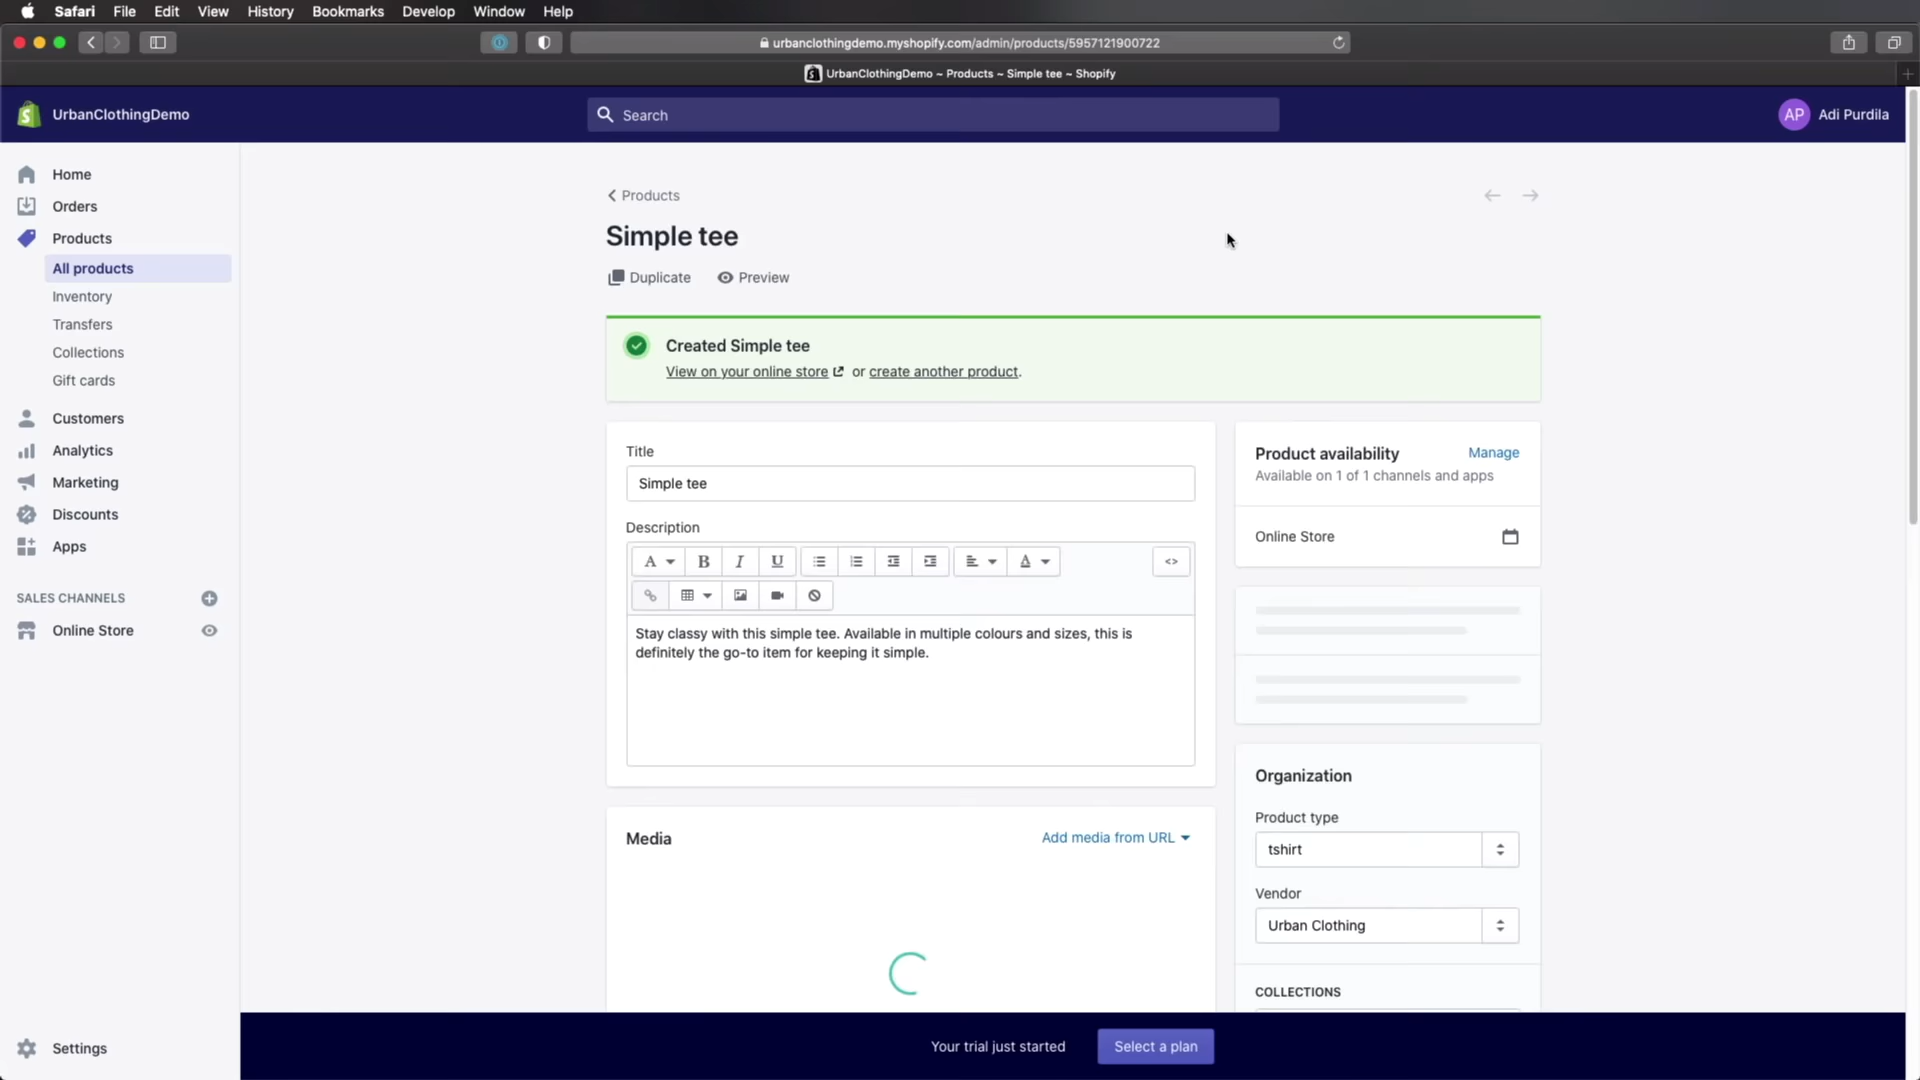 Safari File Edit View History Bookmarks Develop Window Help
urbanclothingdemo.myshopify.com/admin/products/5957121900722
UrbanClothingDemo ~ Products ~ Simple tee ~ Shopify
UrbanClothingDemo
Search
AP Adi Purdila
Home
Orders
Products
All products
Inventory
Transfers
Collections
Gift cards
Customers
Analytics
Marketing
Discounts
Apps
SALES CHANNELS
Online Store
Settings
Products
Simple tee
Duplicate Preview
Created Simple tee
View on your online store or create another product.
Title
Simple tee
Description
A B I U A <>
Stay classy with this simple tee. Available in multiple colours and sizes, this is
definitely the go-to item for keeping it simple.
Media Add media from URL
Product availability Manage
Available on 1 of 1 channels and apps
Online Store
Organization
Product type
tshirt
Vendor
Urban Clothing
COLLECTIONS
Your trial just started Select a plan